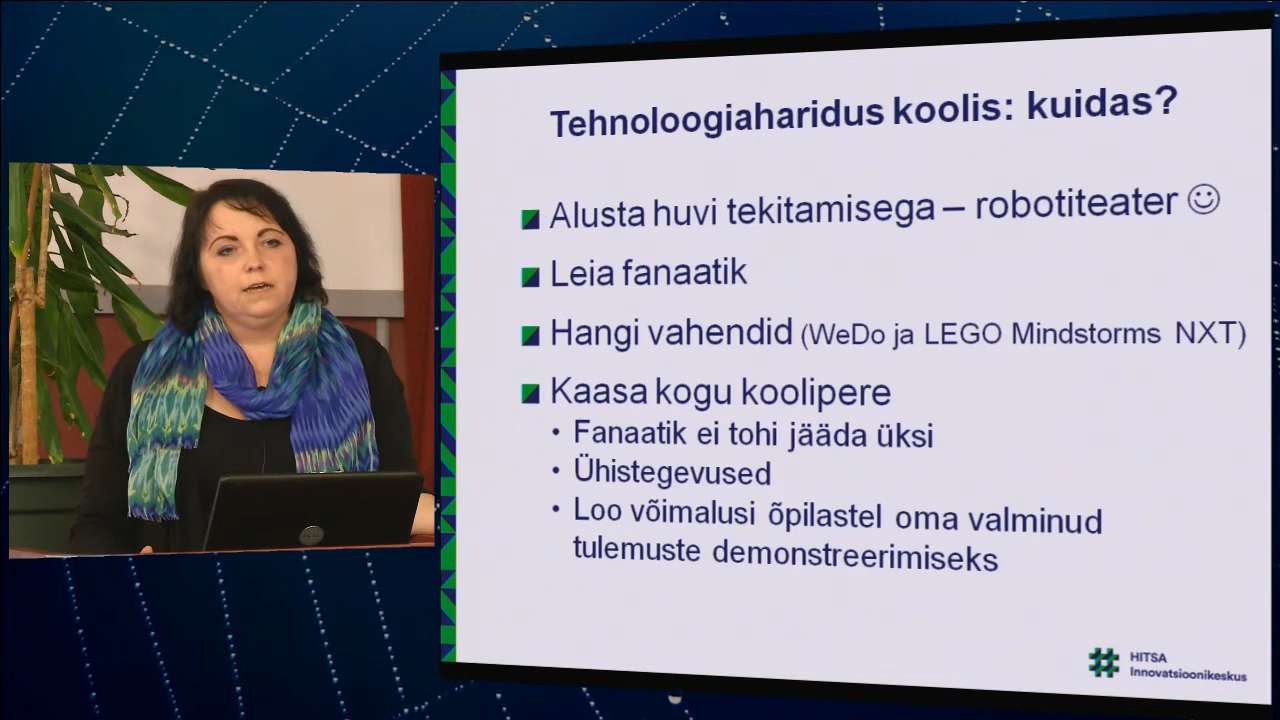 Tehnoloogiaharidus koolis: kuidas?
Alusta huvi tekitamisega – robotiteater ☺
Leia fanaatik
Hangi vahendid (WeDo ja LEGO Mindstorms NXT)
Kaasa kogu koolipere
• Fanaatik ei tohi jääda üksi
• Ühistegevused
• Loo võimalusi õpilastel oma valminud
tulemuste demonstreerimiseks
HITSA
Innovatsioonikeskus